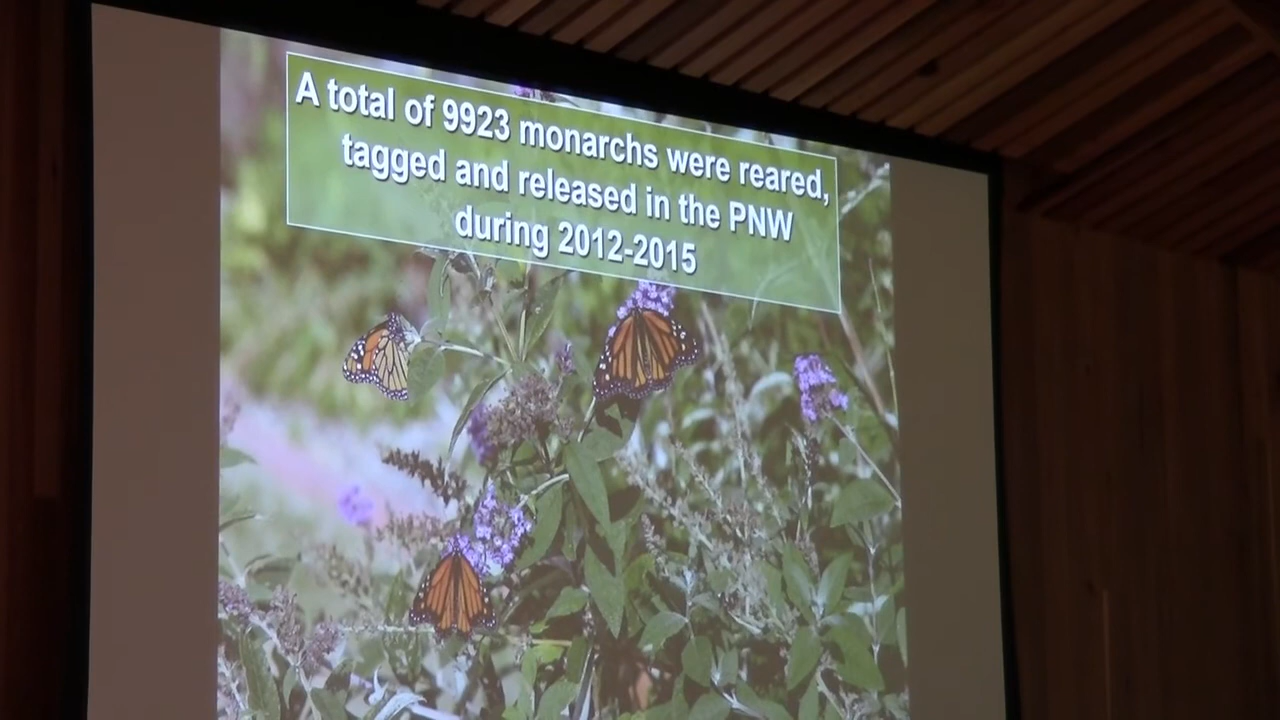 A total of 9923 monarchs were reared,
tagged and released in the PNW
during 2012-2015